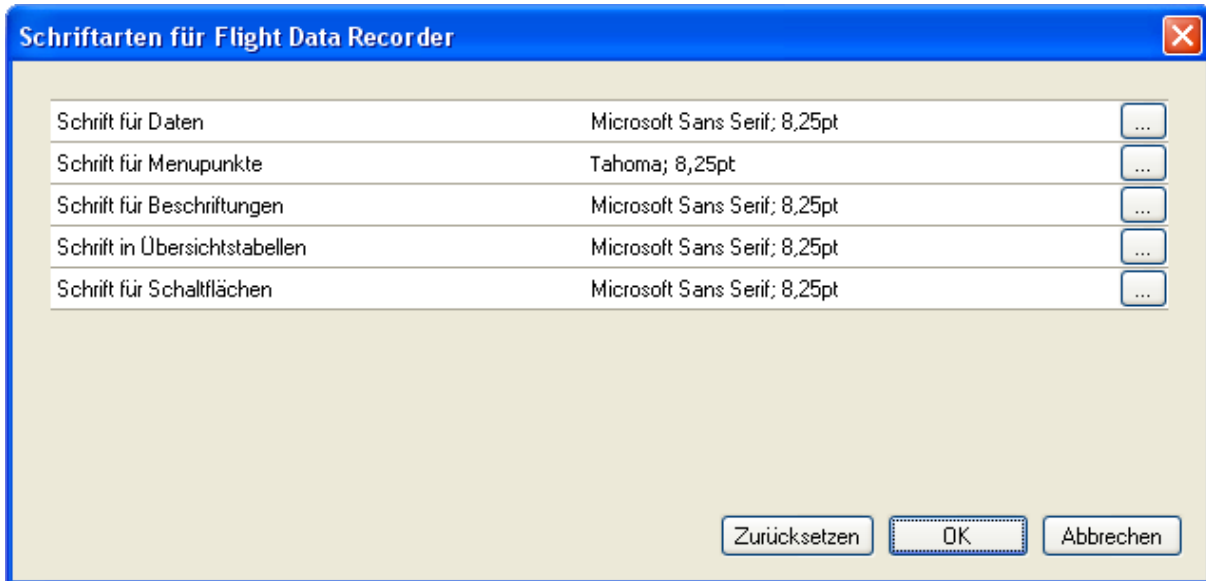 Schriftarten für Flight Data Recorder
Schrift für Daten Microsoft Sans Serif; 8,25pt ...
Schrift für Menupunkte Tahoma; 8,25pt ...
Schrift für Beschriftungen Microsoft Sans Serif; 8,25pt ...
Schrift in Übersichtstabellen Microsoft Sans Serif; 8,25pt ...
Schrift für Schaltflächen Microsoft Sans Serif; 8,25pt ...
Zurücksetzen OK Abbrechen